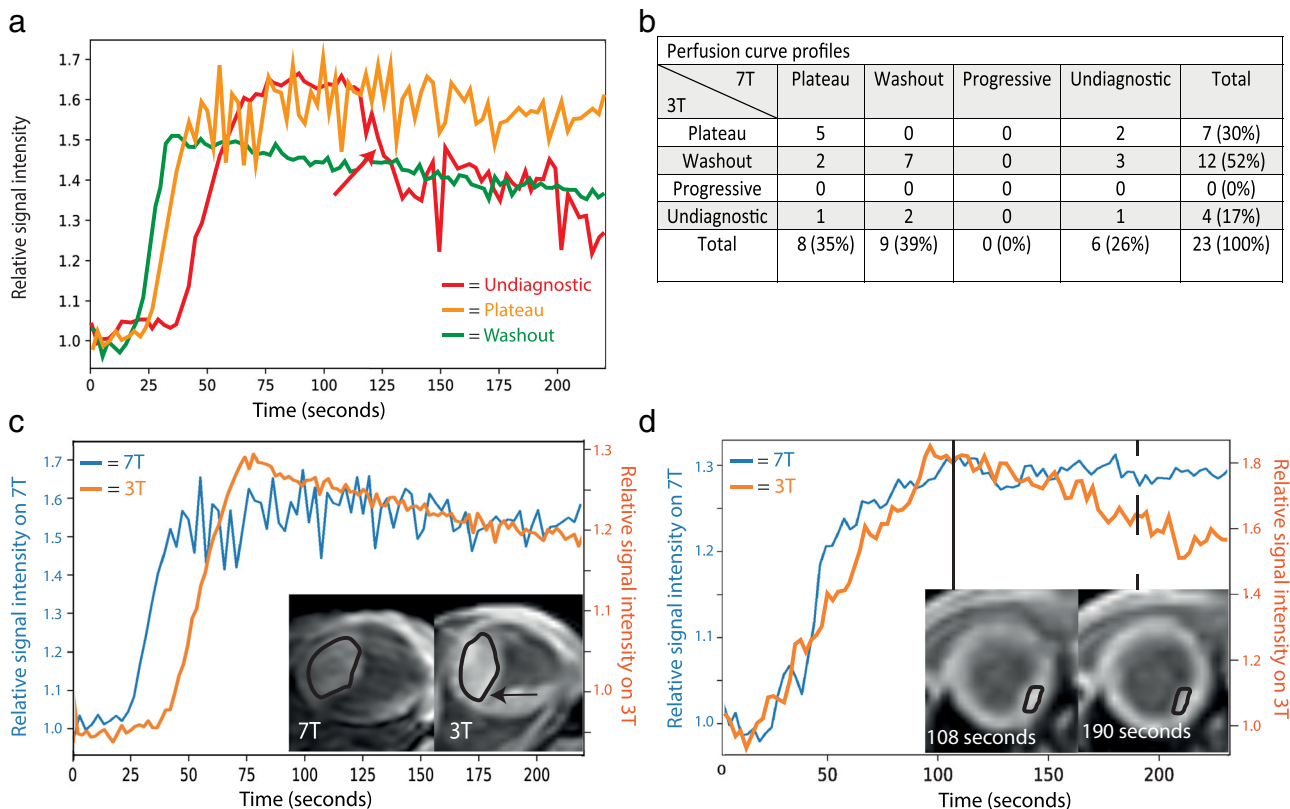 a
1.7
1.6
1.5
1.4
1.3
1.2
1.1
1.0
Relative signal intensity
0 25 50 75 100 125 150 175 200
Time (seconds)
= Undiagnostic
= Plateau
= Washout
b
Perfusion curve profiles
7T Plateau Washout Progressive Undiagnostic Total
3T
Plateau 5 0 0 2 7 (30%)
Washout 2 7 0 3 12 (52%)
Progressive 0 0 0 0 0 (0%)
Undiagnostic 1 2 0 1 4 (17%)
Total 8 (35%) 9 (39%) 0 (0%) 6 (26%) 23 (100%)
c
= 7T
= 3T
Relative signal intensity on 7T
1.7
1.6
1.5
1.4
1.3
1.2
1.1
1.0
1.3
1.2
1.1
1.0
Relative signal intensity on 3T
7T
3T
0 25 50 75 100 125 150 175 200
Time (seconds)
d
= 7T
= 3T
Relative signal intensity on 7T
1.3
1.2
1.1
1.0
1.8
1.6
1.4
1.2
1.0
Relative signal intensity on 3T
108 seconds
190 seconds
0 50 100 150 200
Time (seconds)